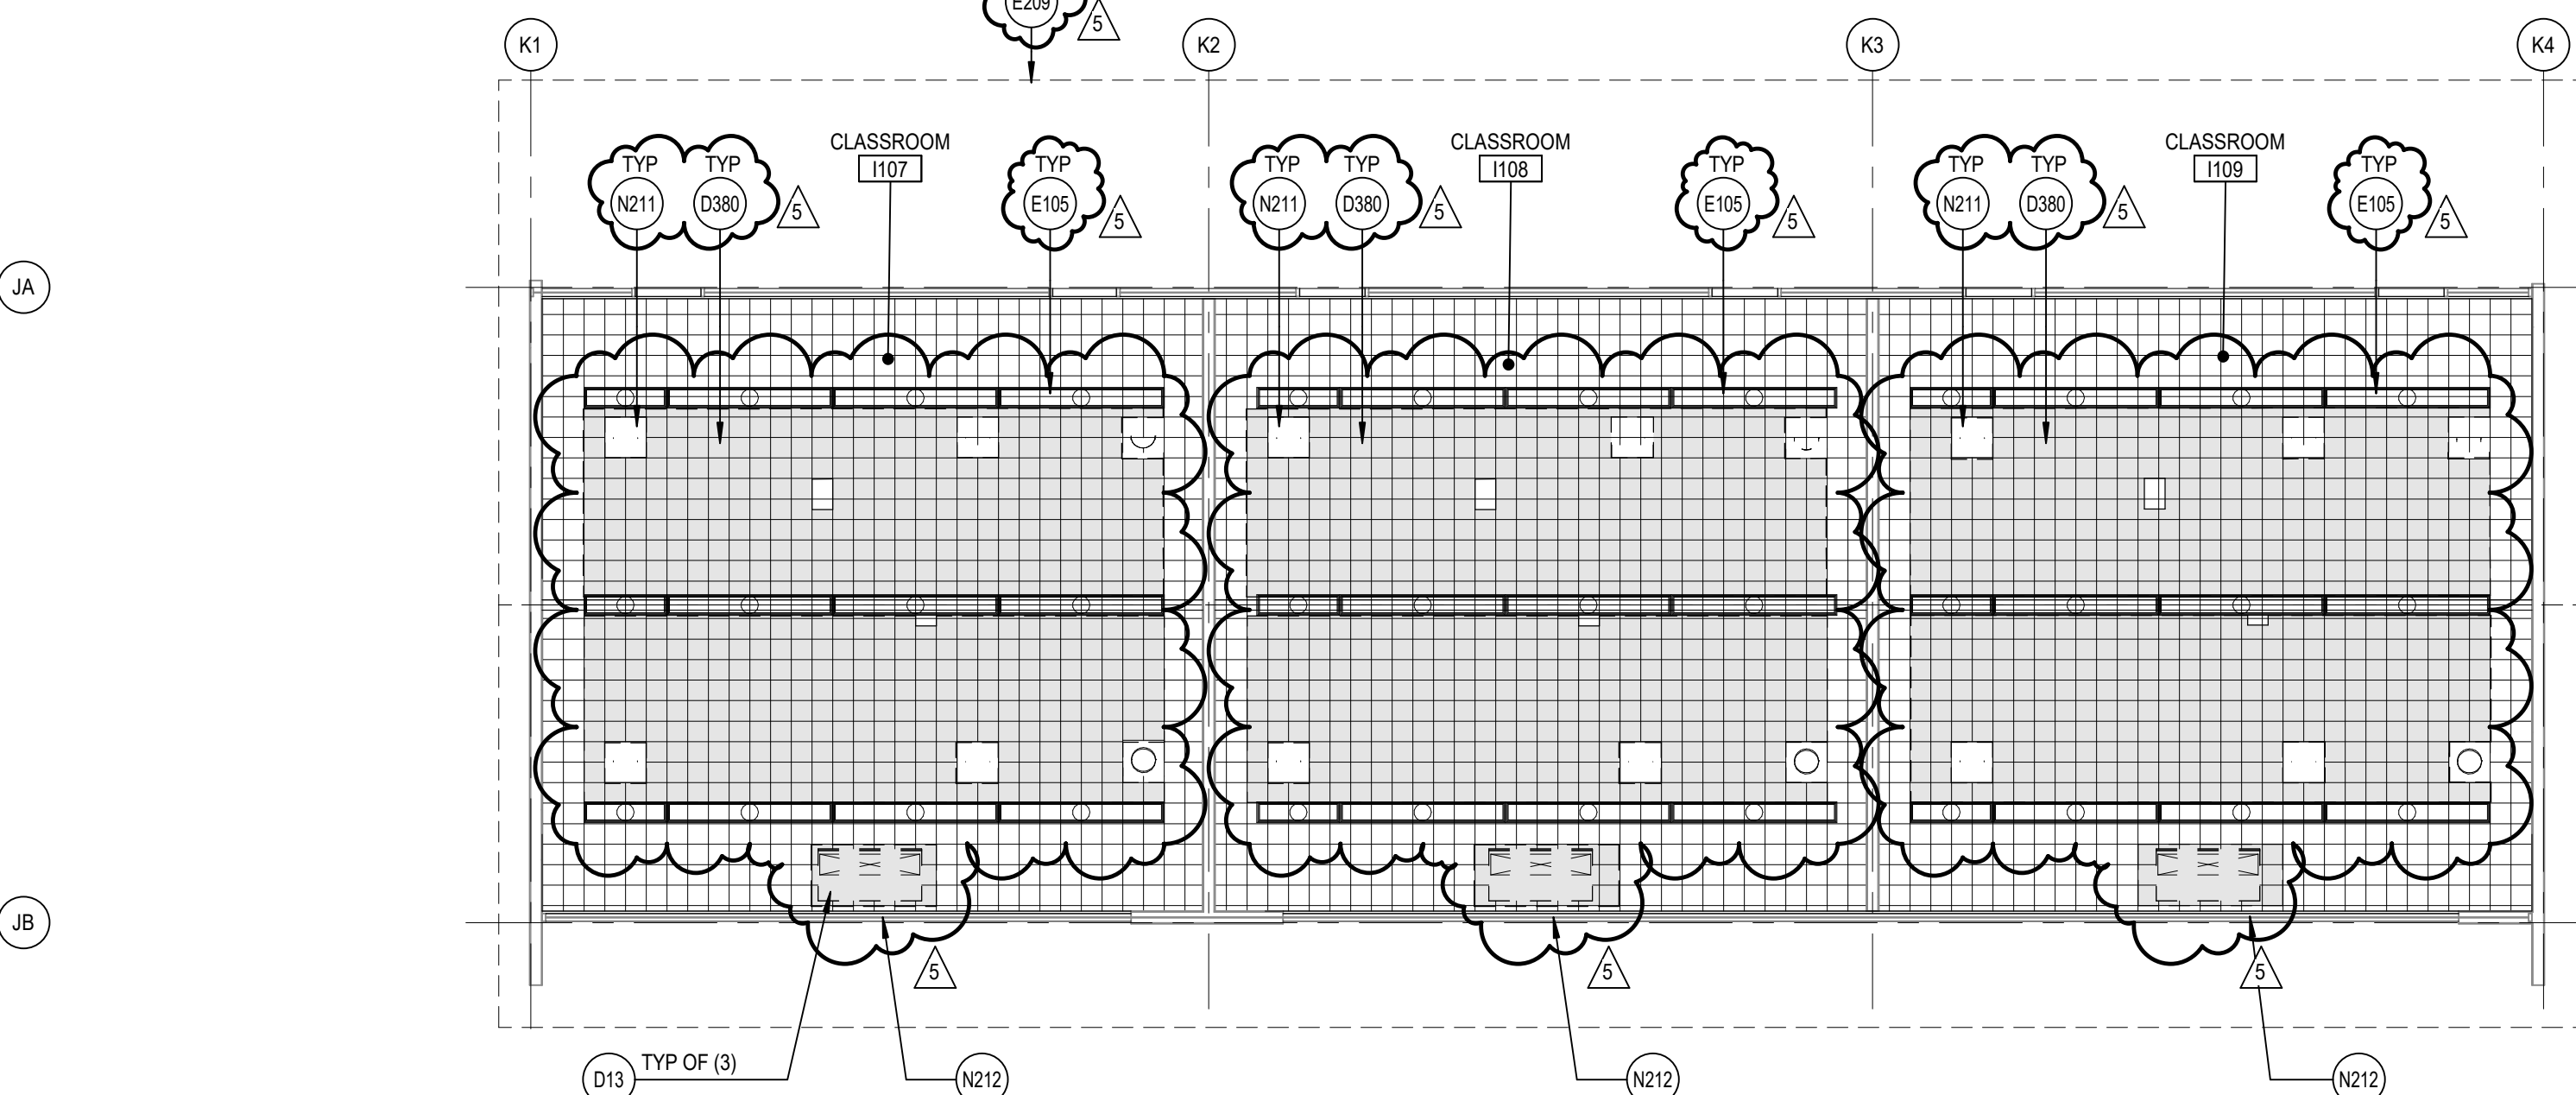 E209
5
K1
K2
K3
K4
TYP TYP
N211 D380
5
CLASSROOM
I107
TYP
E105
5
TYP TYP
N211 D380
5
CLASSROOM
I108
TYP
E105
5
TYP TYP
N211 D380
5
CLASSROOM
I109
TYP
E105
5
JA
JB
5
5
5
D13 TYP OF (3)
N212
N212
N212